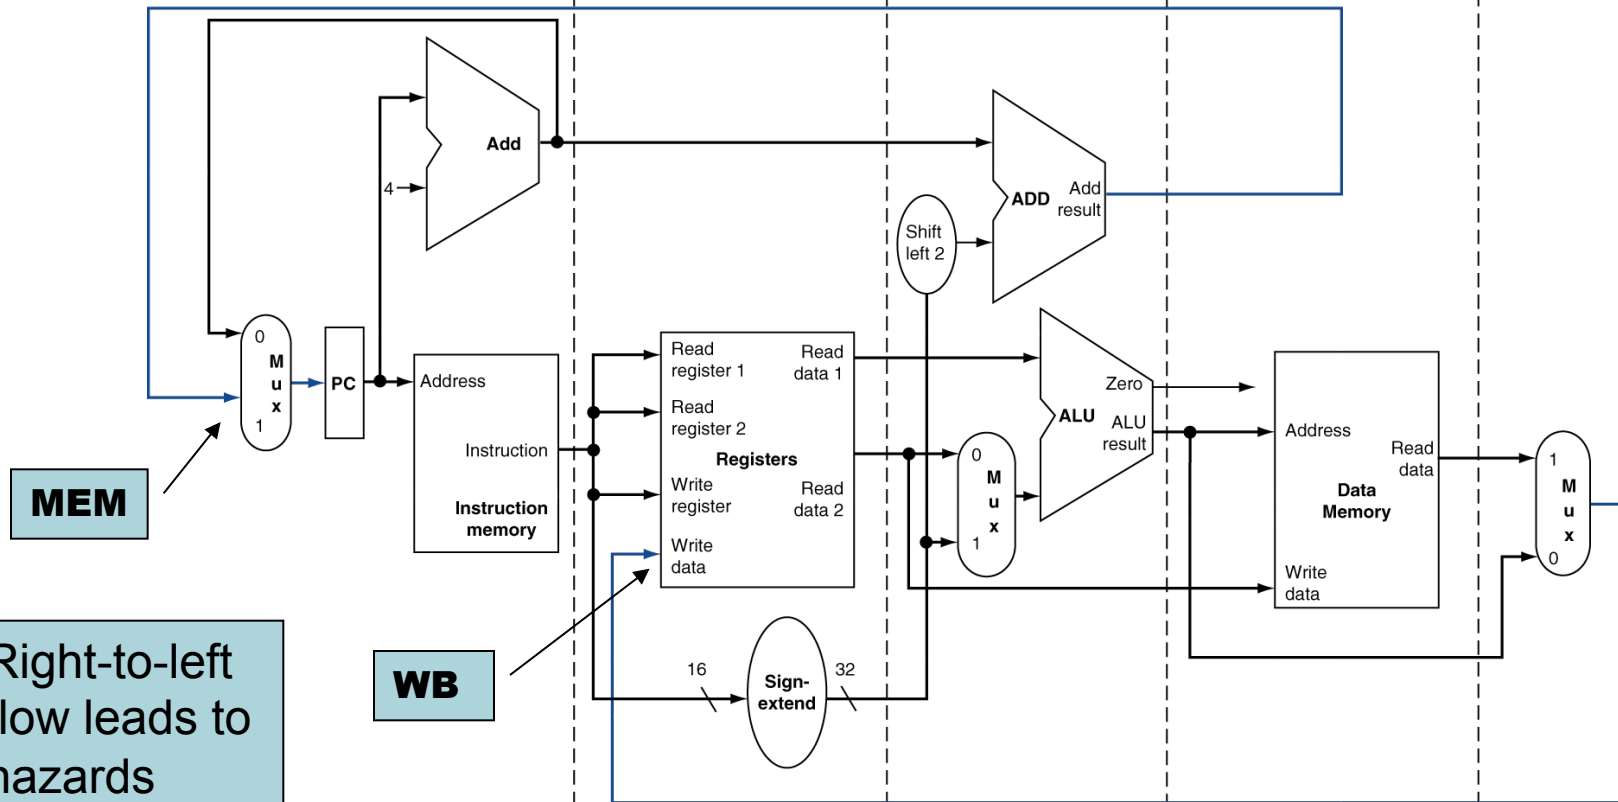 Add
4
ADD
Add
result
Shift
left 2
0
M
u
x
1
PC
Address
Instruction
Instruction
memory
Read
register 1
Read
data 1
Read
register 2
Registers
Write
register
Read
data 2
Write
data
0
M
u
x
1
Zero
ALU
ALU
result
Address
Read
data
Data
Memory
Write
data
1
M
u
x
0
MEM
WB
16
Sign-
extend
32
Right-to-left
low leads to
hazards